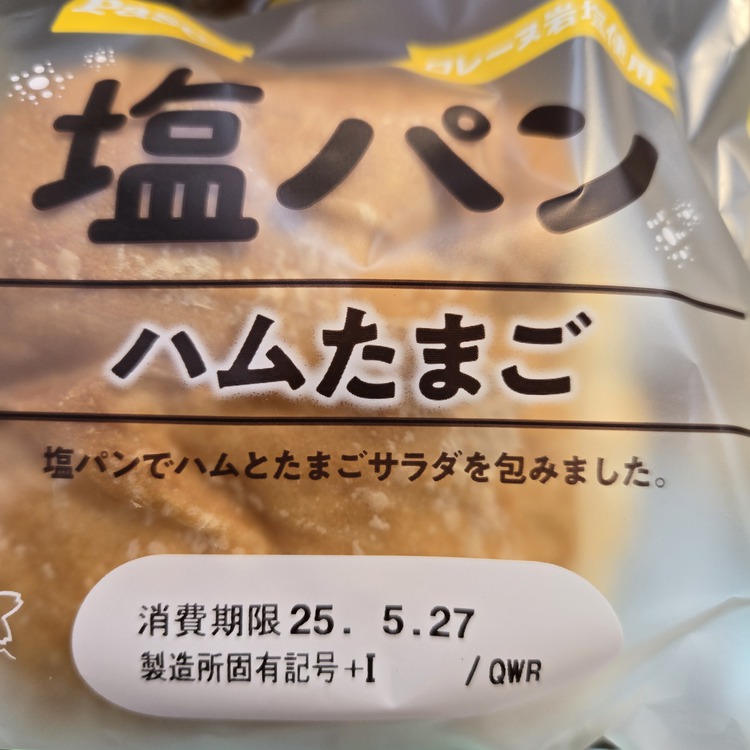 Pasco
ロレーヌ岩塩使用
塩パン
ハムたまご
塩パンでハムとたまごサラダを包みました。
消費期限 25. 5.27
製造所固有記号 +I /QWR